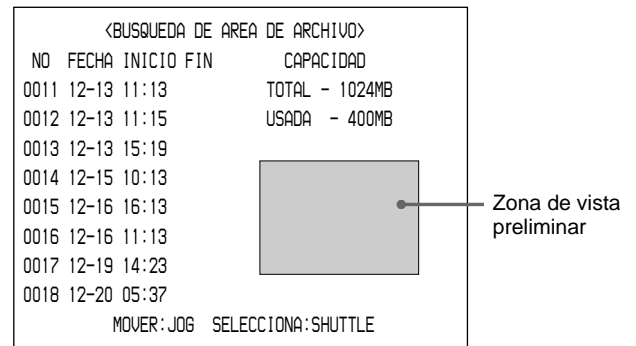 <BUSQUEDA DE AREA DE ARCHIVO>
NO FECHA INICIO FIN CAPACIDAD
0011 12-13 11:13 TOTAL - 1024MB
0012 12-13 11:15 USADA - 400MB
0013 12-13 15:19
0014 12-15 10:13
0015 12-16 16:13
0016 12-16 11:13
0017 12-19 14:23
0018 12-20 05:37
MOVER:JOG SELECCIONA:SHUTTLE
Zona de vista
preliminar